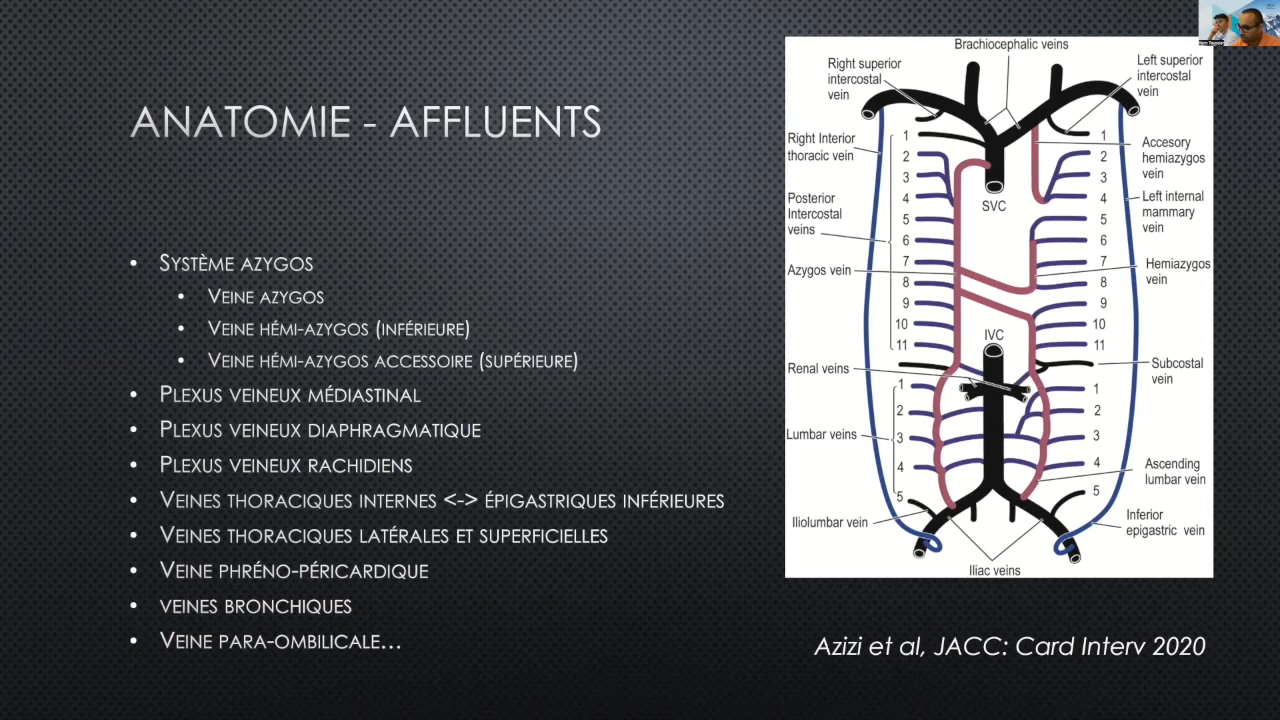 ANATOMIE - AFFLUENTS
• SYSTÈME AZYGOS
• VEINE AZYGOS
• VEINE HÉMI-AZYGOS (INFÉRIEURE)
• VEINE HÉMI-AZYGOS ACCESSOIRE (SUPÉRIEURE)
• PLEXUS VEINEUX MÉDIASTINAL
• PLEXUS VEINEUX DIAPHRAGMATIQUE
• PLEXUS VEINEUX RACHIDIENS
• VEINES THORACIQUES INTERNES <-> ÉPIGASTRIQUES INFÉRIEURES
• VEINES THORACIQUES LATÉRALES ET SUPERFICIELLES
• VEINE PHRÉNO-PÉRICARDIQUE
• VEINES BRONCHIQUES
• VEINE PARA-OMBILICALE...
Brachiocephalic veins
Right superior
intercostal
vein
Left superior
intercostal
vein
Right Interior
thoracic vein
Posterior
Intercostal
veins
Azygos vein
Renal veins
Lumbar veins
Iliolumbar vein
1
2
3
4
5
6
7
8
9
10
11
1
2
3
4
5
SVC
IVC
Iliac veins
1
2
3
4
5
6
7
8
9
10
11
1
2
3
4
5
Accesory
hemiazygos
vein
Left internal
mammary
vein
Hemiazygos
vein
Subcostal
vein
Ascending
lumbar vein
Inferior
epigastric vein
Azizi et al, JACC: Card Interv 2020